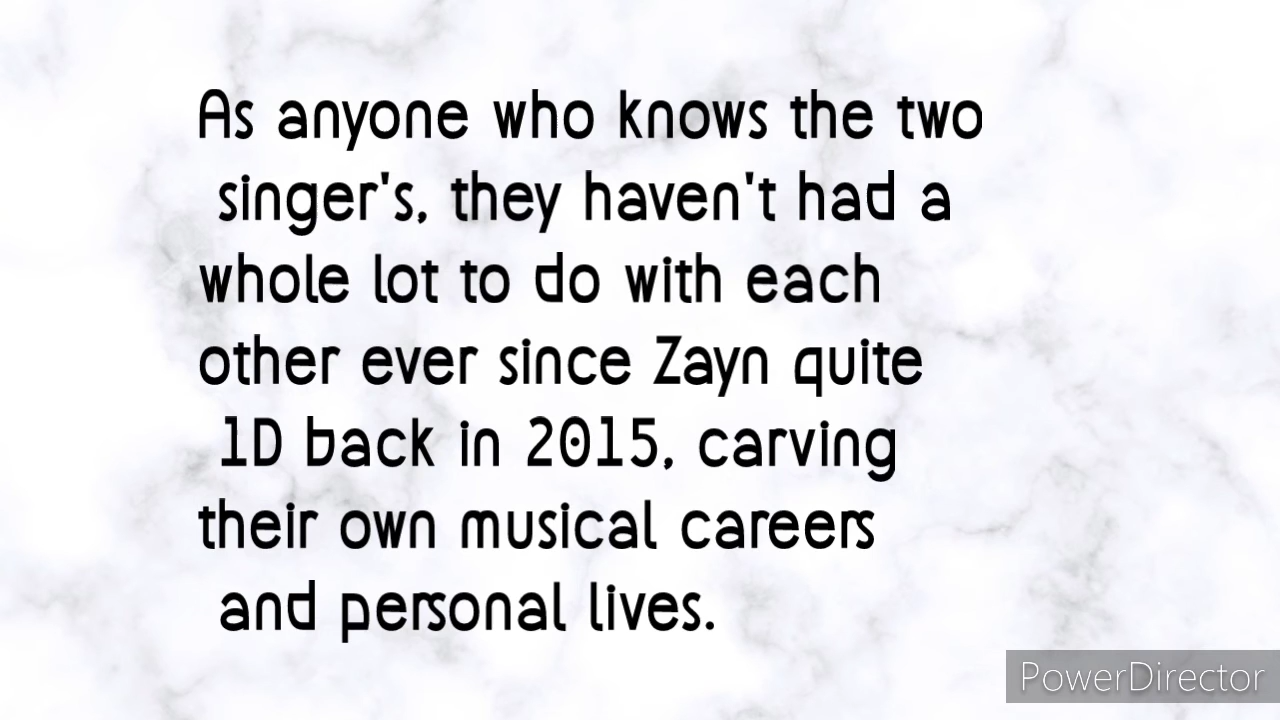 As anyone who knows the two
singer's, they haven't had a
whole lot to do with each
other ever since Zayn quite
1D back in 2015, carving
their own musical careers
and personal lives.
PowerDirector